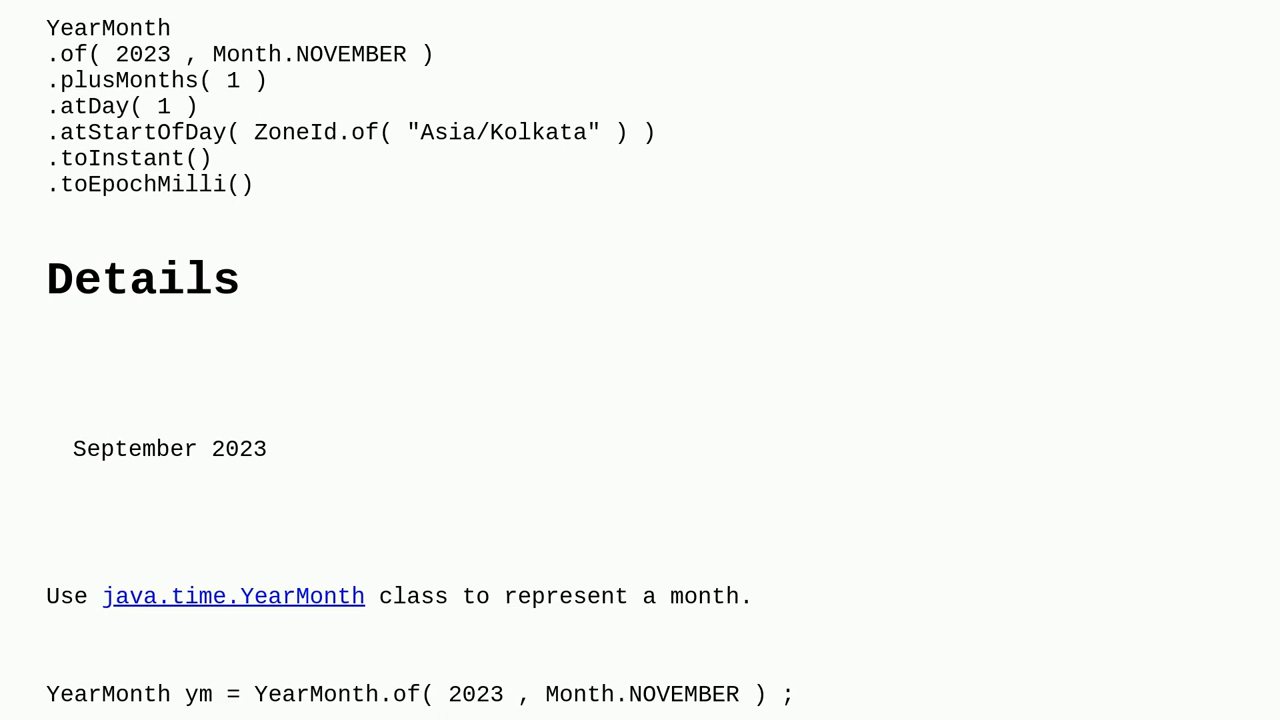 YearMonth
.of( 2023 , Month.NOVEMBER )
.plusMonths( 1 )
.atDay( 1 )
.atStartOfDay( ZoneId.of( "Asia/Kolkata" ) )
.toInstant()
.toEpochMilli()
Details
September 2023
Use java.time.YearMonth class to represent a month.
YearMonth ym = YearMonth.of( 2023 , Month.NOVEMBER ) ;